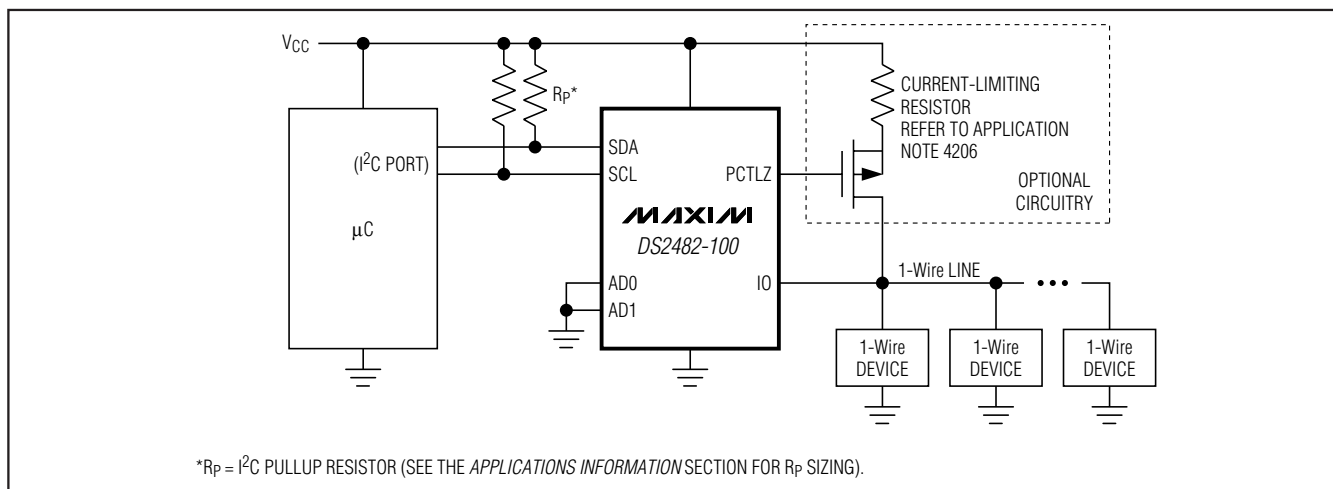 VCC
RP*
CURRENT-LIMITING
RESISTOR
REFER TO APPLICATION
NOTE 4206
OPTIONAL
CIRCUITRY
(I2C PORT)
μC
SDA
SCL
PCTLZ
MAXIM
DS2482-100
AD0
AD1
IO
1-Wire LINE
•••
1-Wire
DEVICE
1-Wire
DEVICE
1-Wire
DEVICE
*RP = I2C PULLUP RESISTOR (SEE THE APPLICATIONS INFORMATION SECTION FOR RP SIZING).